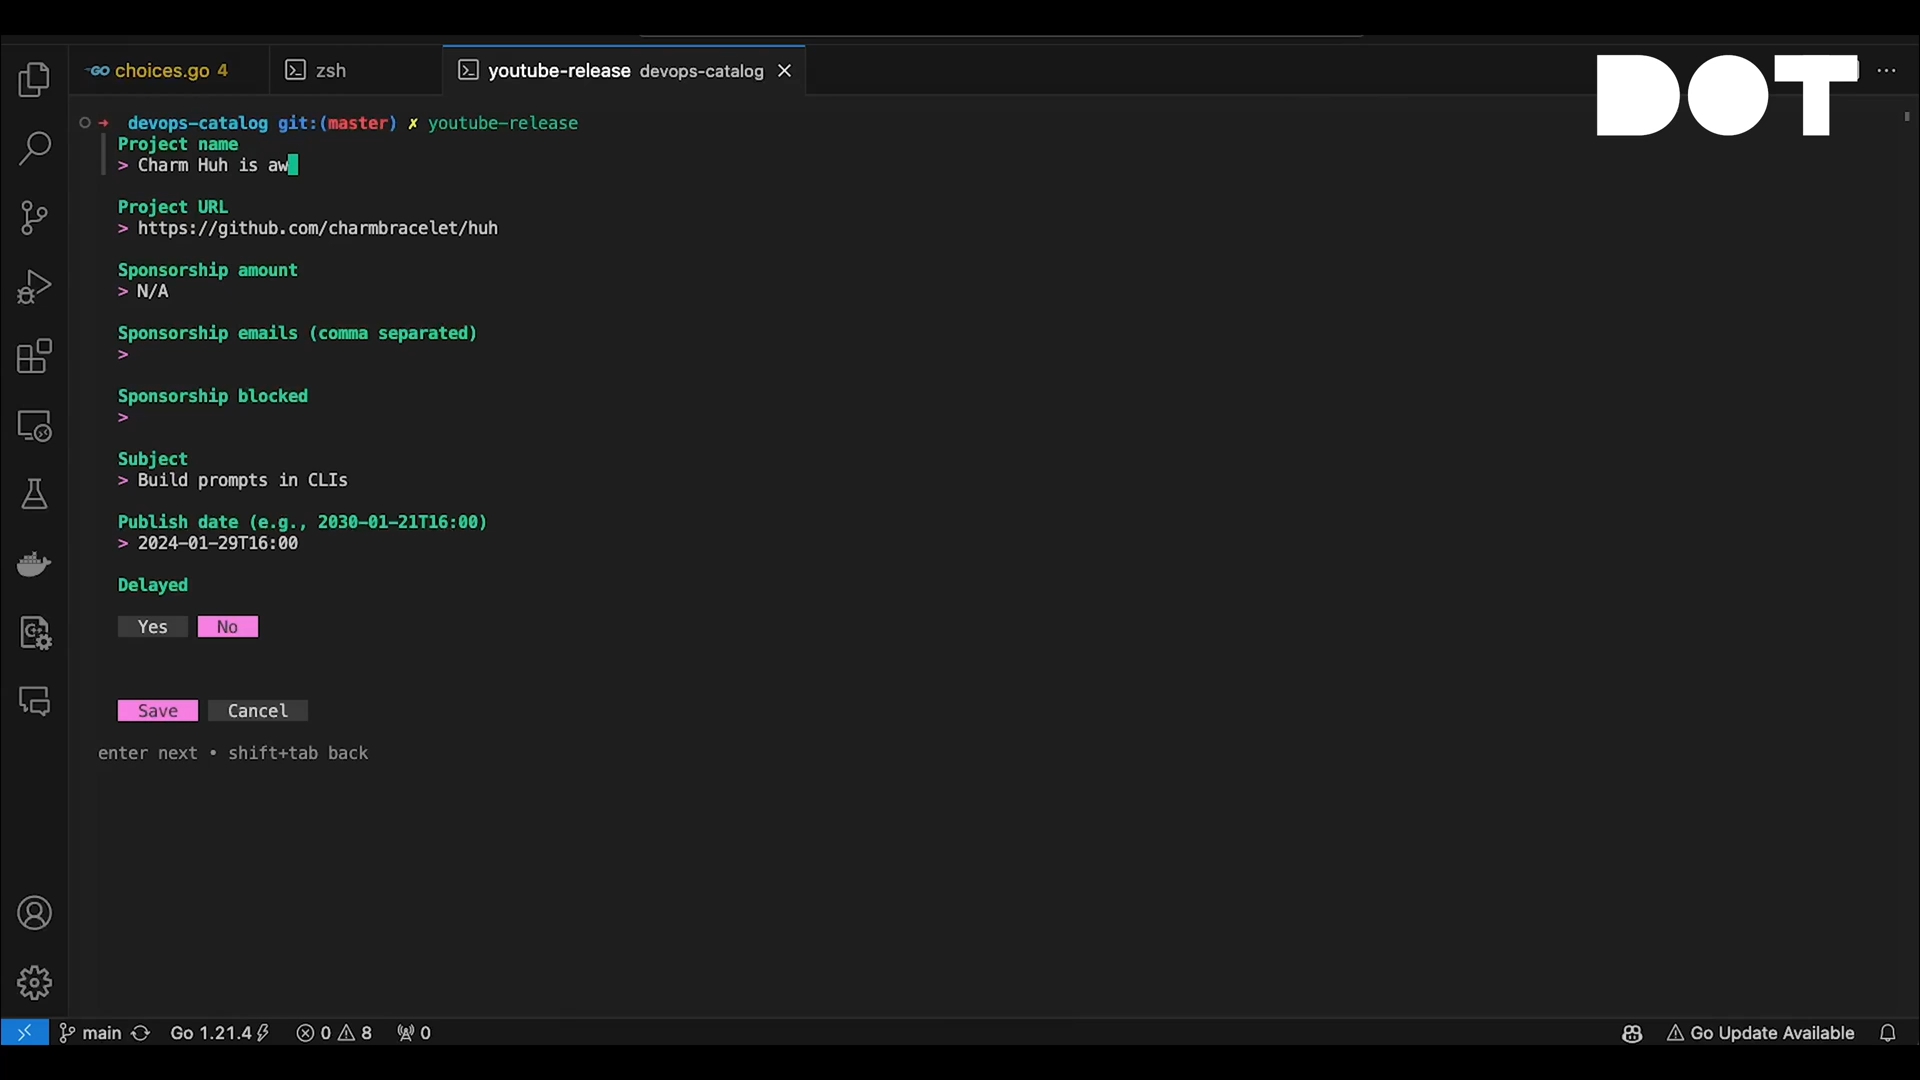 choices.go 4
zsh
youtube-release devops-catalog
DOT
devops-catalog git:(master) ✗ youtube-release
Project name
> Charm Huh is aw
Project URL
> https://github.com/charmbracelet/huh
Sponsorship amount
> N/A
Sponsorship emails (comma separated)
>
Sponsorship blocked
>
Subject
> Build prompts in CLIs
Publish date (e.g., 2030-01-21T16:00)
> 2024-01-29T16:00
Delayed
Yes No
Save Cancel
enter next • shift+tab back
main Go 1.21.4 0 8 0 Go Update Available